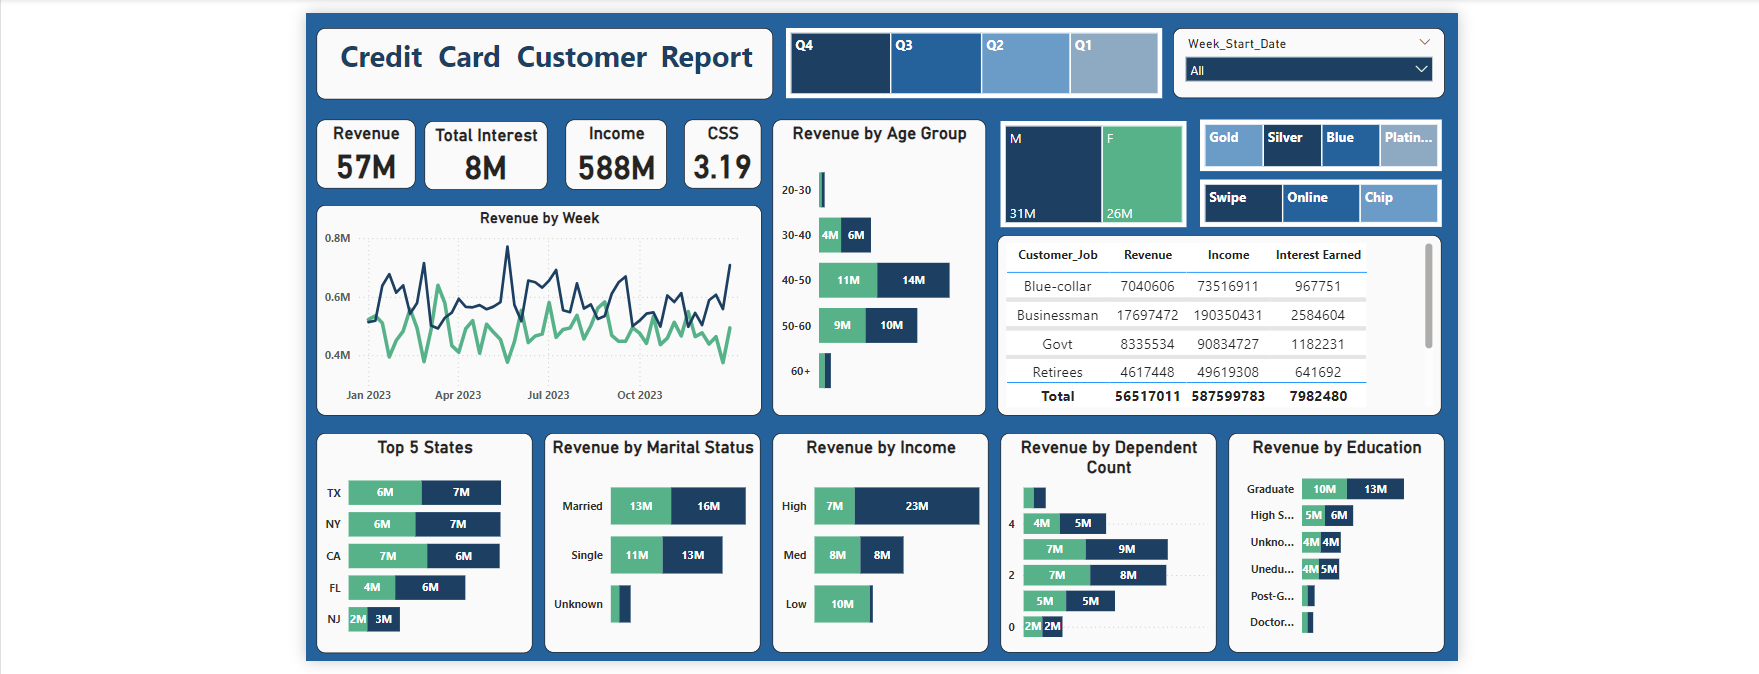 Credit Card Customer Report
Q4 Q3 Q2 Q1
Week_Start_Date
All
Revenue
57M
Total Interest
8M
Income
588M
CSS
3.19
Revenue by Week
0.8M
0.6M
0.4M
Jan 2023 Apr 2023 Jul 2023 Oct 2023
Revenue by Age Group
20-30
30-40 4M 6M
40-50 11M 14M
50-60 9M 10M
60+
M F
31M 26M
Gold Silver Blue Platin...
Swipe Online Chip
Customer_Job Revenue Income Interest Earned
Blue-collar 7040606 73516911 967751
Businessman 17697472 190350431 2584604
Govt 8335534 90834727 1182231
Retirees 4617448 49619308 641692
Total 56517011 587599783 7982480
Top 5 States
TX 6M 7M
NY 6M 7M
CA 7M 6M
FL 4M 6M
NJ 2M 3M
Revenue by Marital Status
Married 13M 16M
Single 11M 13M
Unknown
Revenue by Income
High 7M 23M
Med 8M 8M
Low 10M
Revenue by Dependent
Count
4 4M 5M
7M 9M
2 7M 8M
5M 5M
0 2M 2M
Revenue by Education
Graduate 10M 13M
High S... 5M 6M
Unkno... 4M 4M
Unedu... 4M 5M
Post-G...
Doctor...